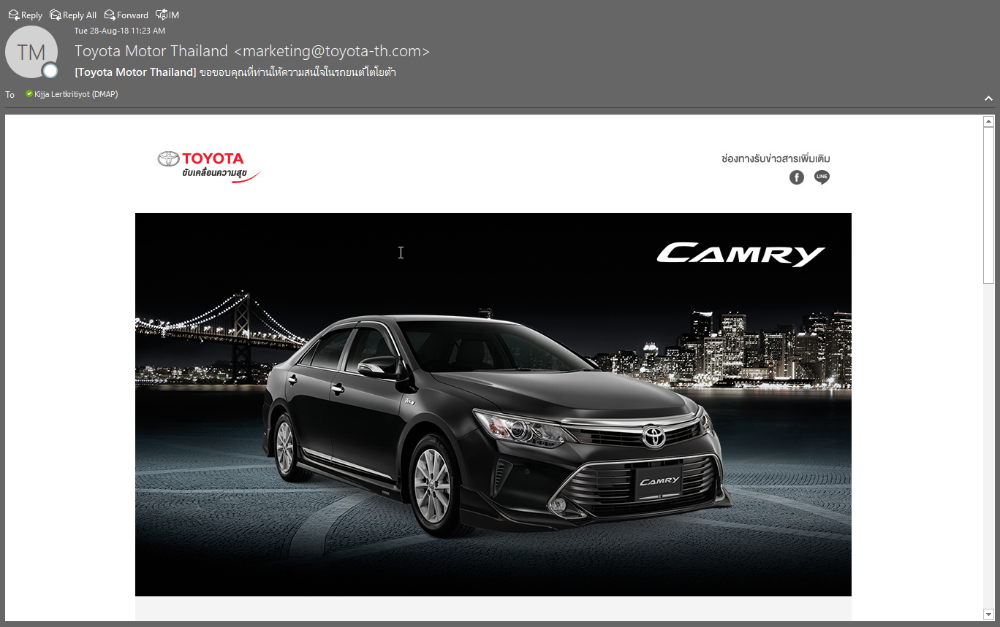 Reply Reply All Forward IM
Tue 28-Aug-18 11:23 AM
TM
Toyota Motor Thailand <marketing@toyota-th.com>
[Toyota Motor Thailand] ขอขอบคุณที่ท่านให้ความสนใจในรถยนต์โตโยต้า
To Kijja Lertkritiyot (DMAP)
TOYOTA
ขับเคลื่อนความสุข
ช่องทางรับข่าวสารเพิ่มเติม
f LINE
CAMRY
CAMRY